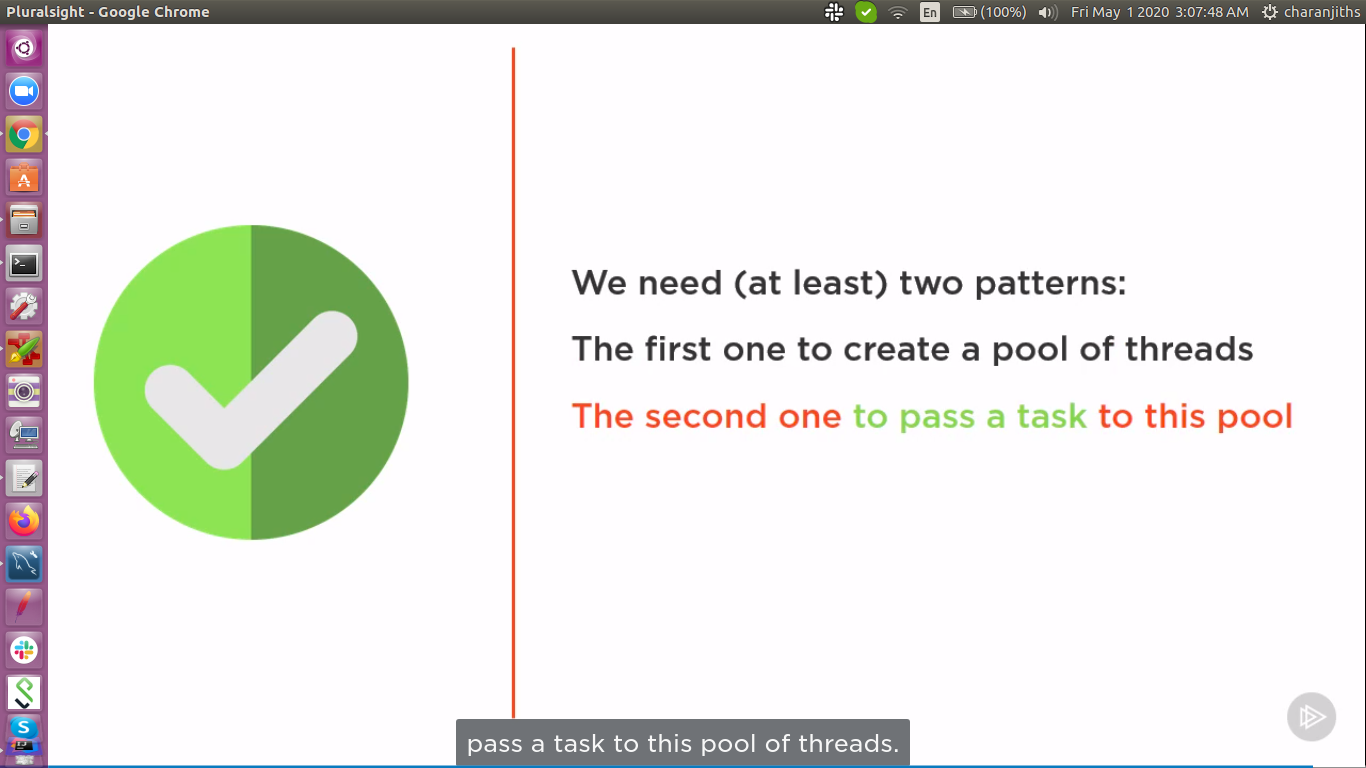 Pluralsight - Google Chrome
En (100%) Fri May 1 2020 3:07:48 AM charanjiths
We need (at least) two patterns:
The first one to create a pool of threads
The second one to pass a task to this pool
pass a task to this pool of threads.